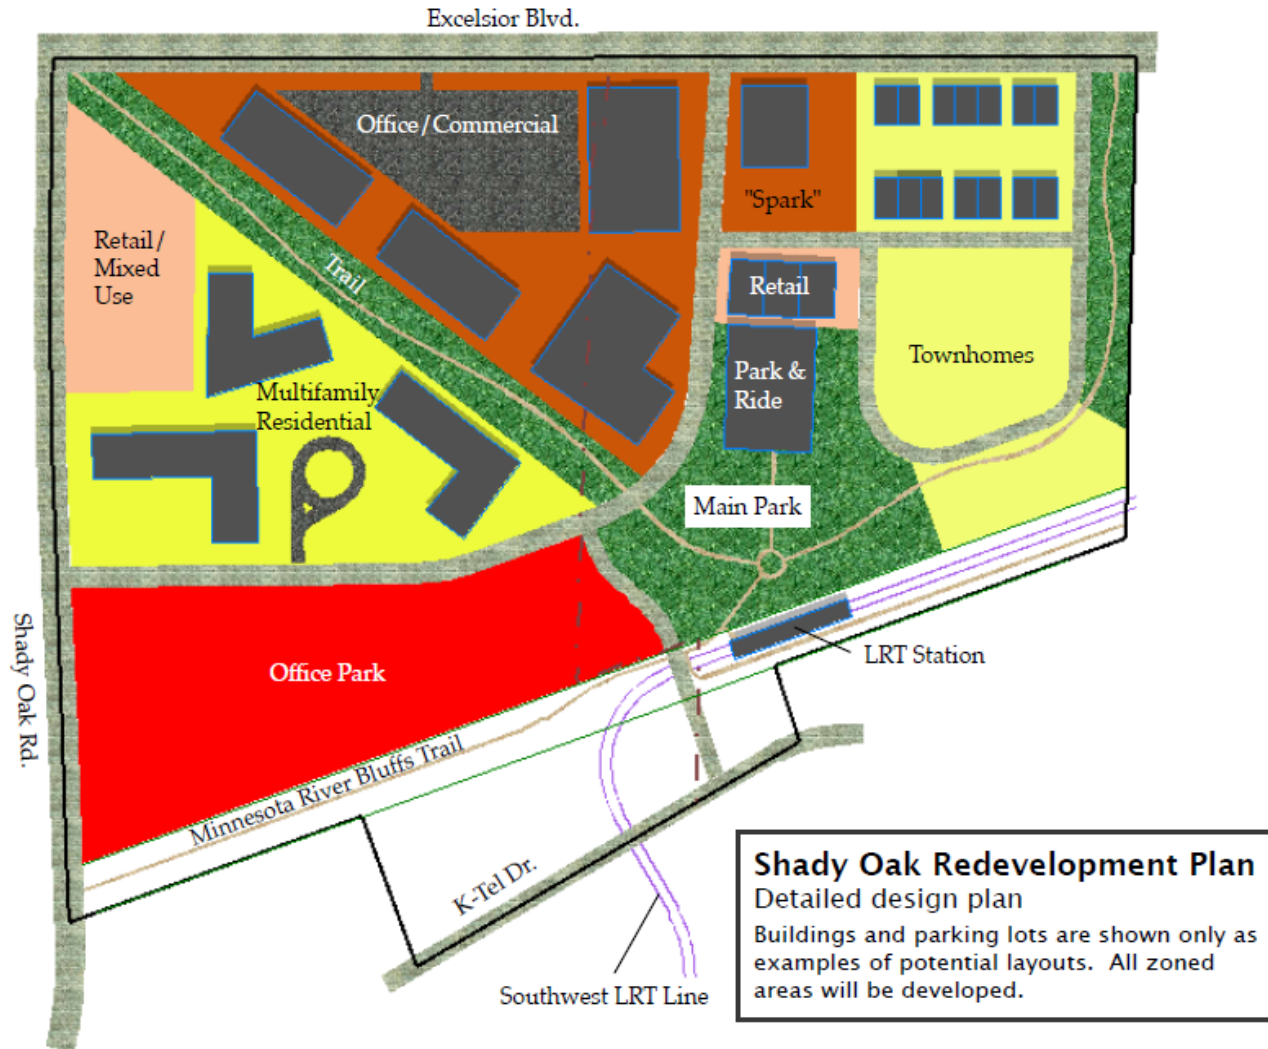 Excelsior Blvd.
Office/Commercial
"Spark"
Retail/
Mixed
Use
Trail
Retail
Townhomes
Park &
Ride
Multifamily
Residential
Main Park
Shady Oak Rd.
LRT Station
Office Park
Minnesota River Bluffs Trail
K-Tel Dr.
Southwest LRT Line
Shady Oak Redevelopment Plan
Detailed design plan
Buildings and parking lots are shown only as
examples of potential layouts. All zoned
areas will be developed.